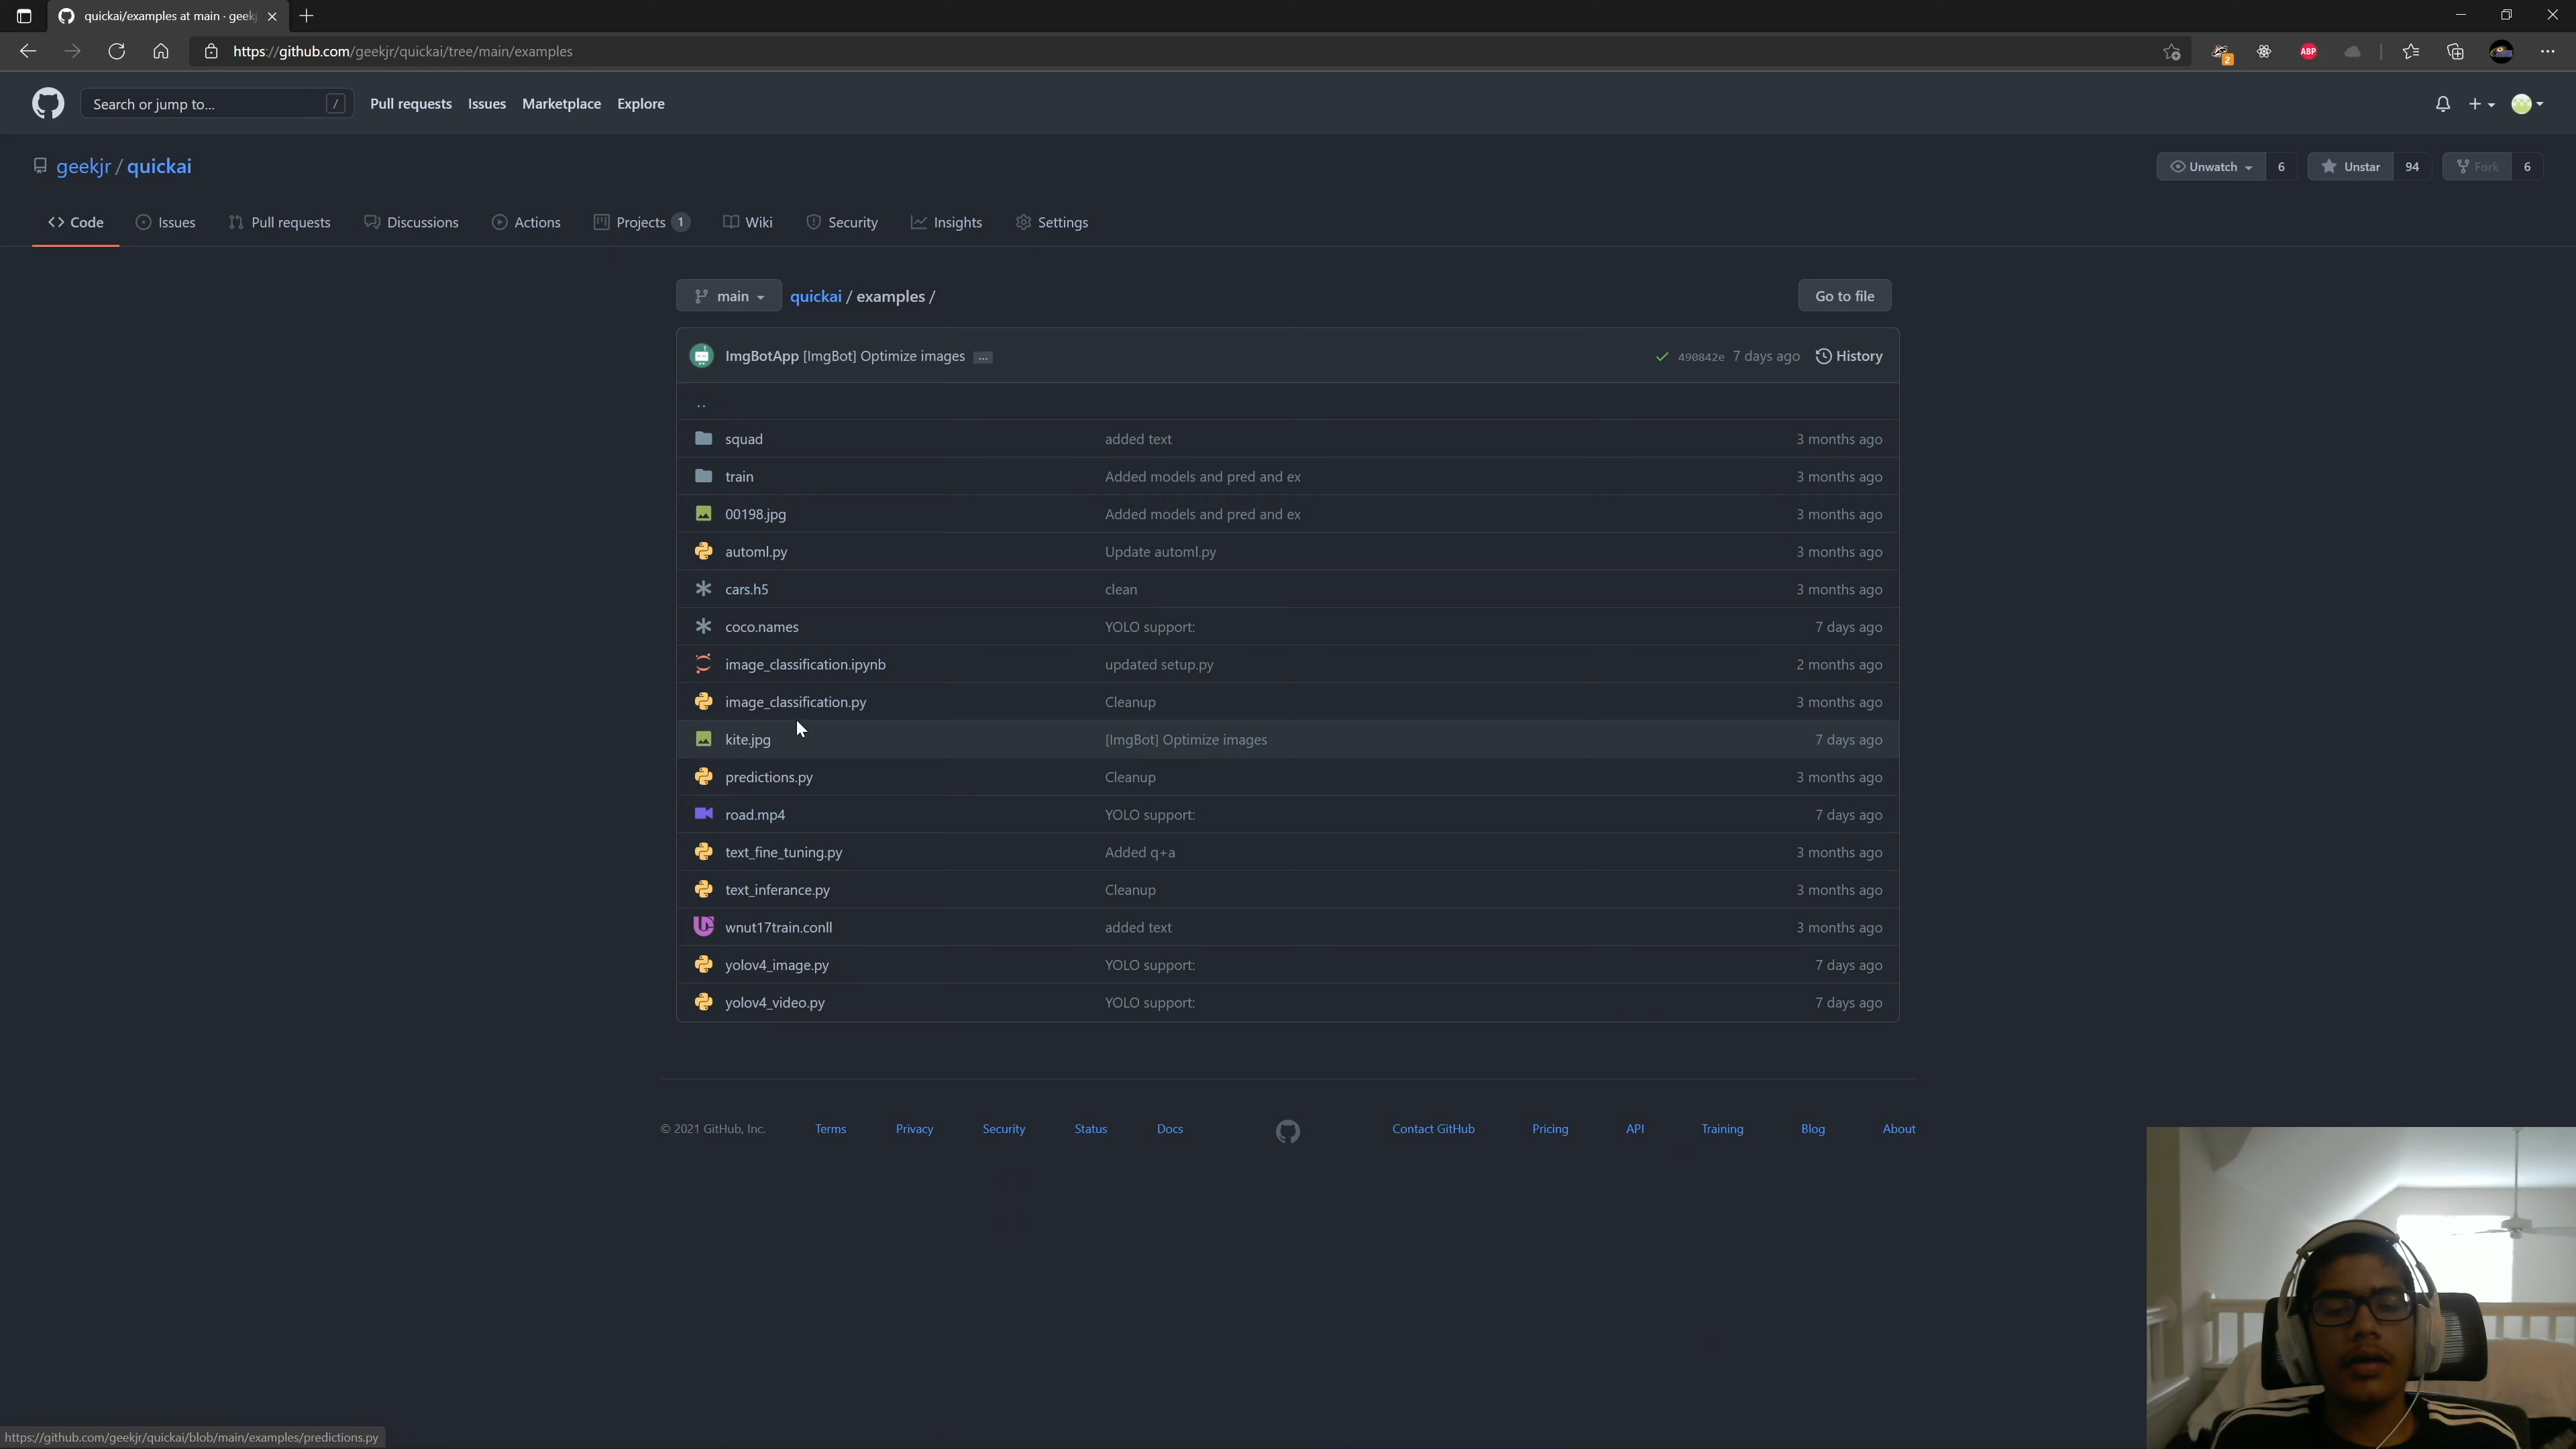 quickai/examples at main · geekj
https://github.com/geekjr/quickai/tree/main/examples
2
ABP
Search or jump to...
/
Pull requests
Issues
Marketplace
Explore
geekjr / quickai
Unwatch
6
Unstar
94
Fork
6
Code
Issues
Pull requests
Discussions
Actions
Projects 1
Wiki
Security
Insights
Settings
main
quickai / examples /
Go to file
ImgBotApp [ImgBot] Optimize images ...
490842e 7 days ago
History
..
squad added text 3 months ago
train Added models and pred and ex 3 months ago
00198.jpg Added models and pred and ex 3 months ago
automl.py Update automl.py 3 months ago
cars.h5 clean 3 months ago
coco.names YOLO support: 7 days ago
image_classification.ipynb updated setup.py 2 months ago
image_classification.py Cleanup 3 months ago
kite.jpg [ImgBot] Optimize images 7 days ago
predictions.py Cleanup 3 months ago
road.mp4 YOLO support: 7 days ago
text_fine_tuning.py Added q+a 3 months ago
text_inferance.py Cleanup 3 months ago
wnut17train.conll added text 3 months ago
yolov4_image.py YOLO support: 7 days ago
yolov4_video.py YOLO support: 7 days ago
© 2021 GitHub, Inc.
Terms
Privacy
Security
Status
Docs
Contact GitHub
Pricing
API
Training
Blog
About
https://github.com/geekjr/quickai/blob/main/examples/predictions.py